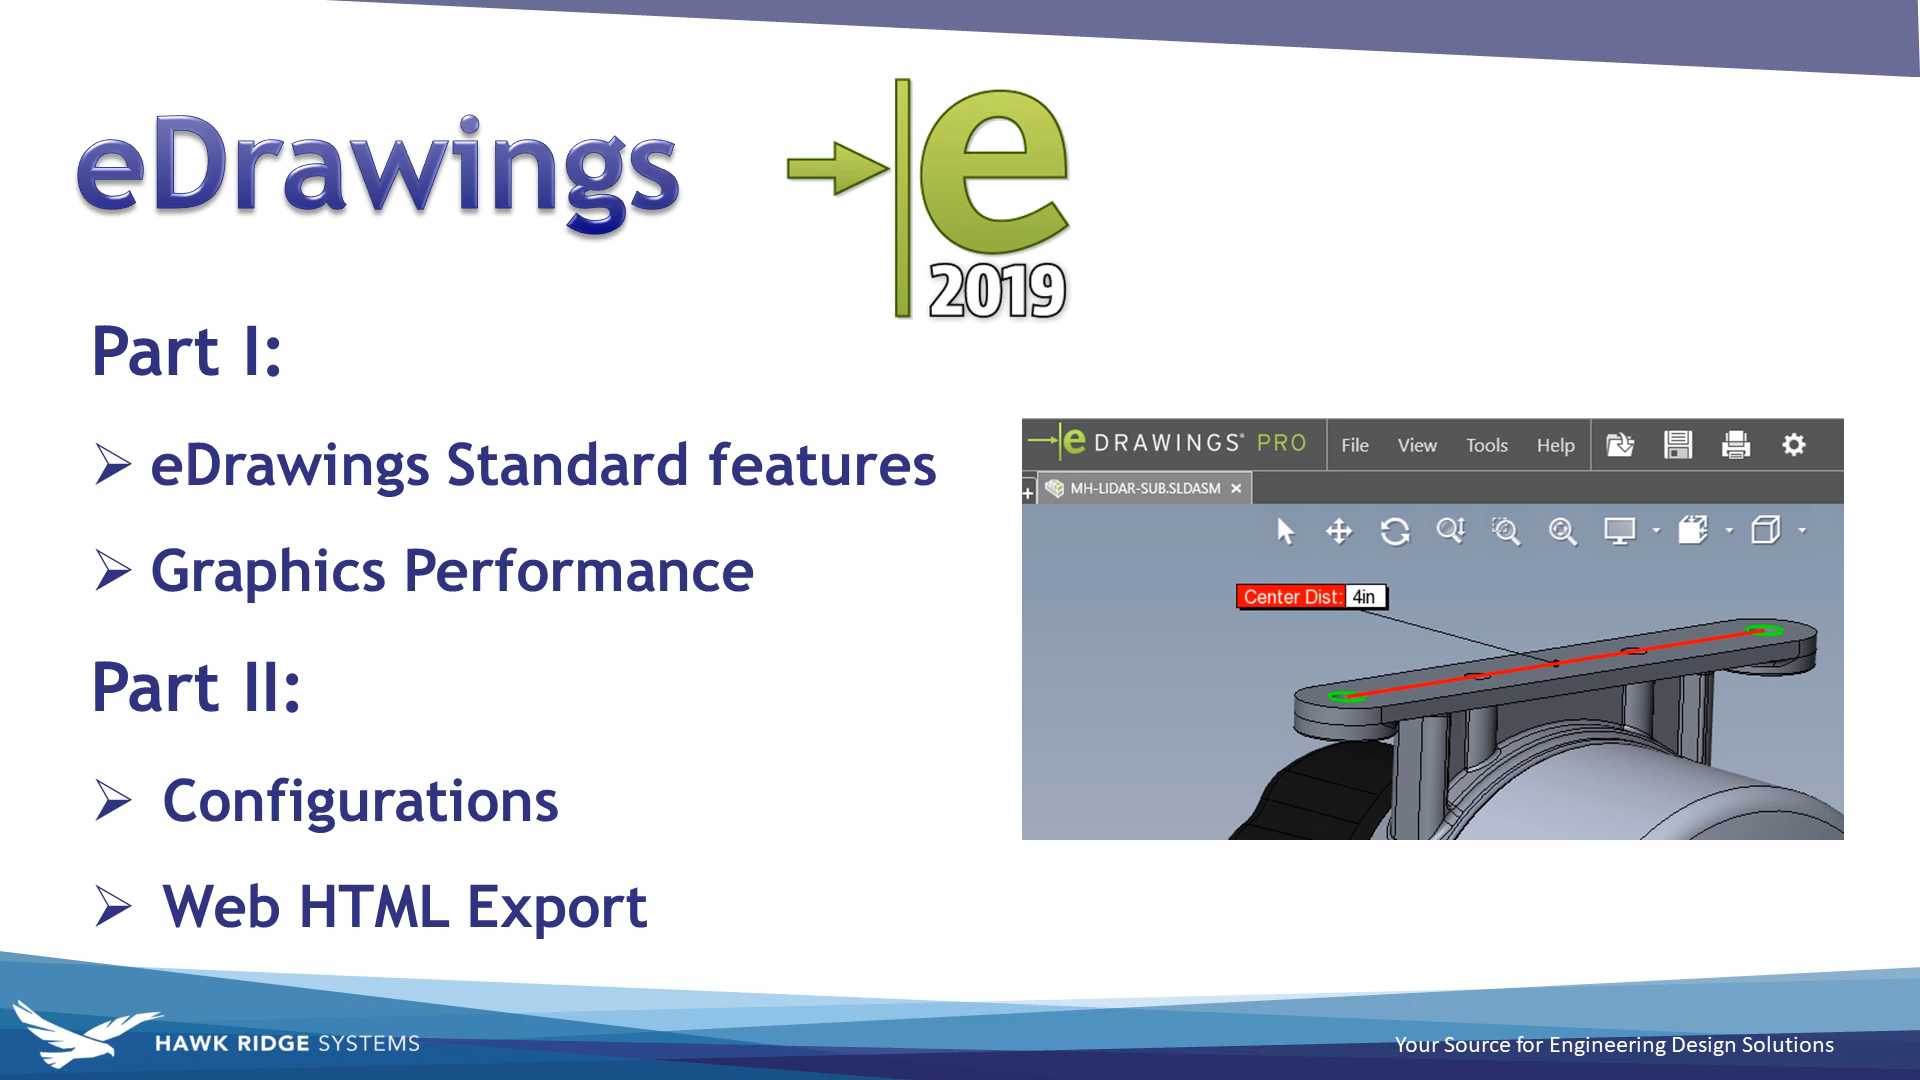 eDrawings
e
2019
Part I:
eDrawings Standard features
Graphics Performance
Part II:
Configurations
Web HTML Export
eDRAWINGS® PRO File View Tools Help
+ MH-LIDAR-SUB.SLDASM ×
Center Dist: 4in
HAWK RIDGE SYSTEMS
Your Source for Engineering Design Solutions